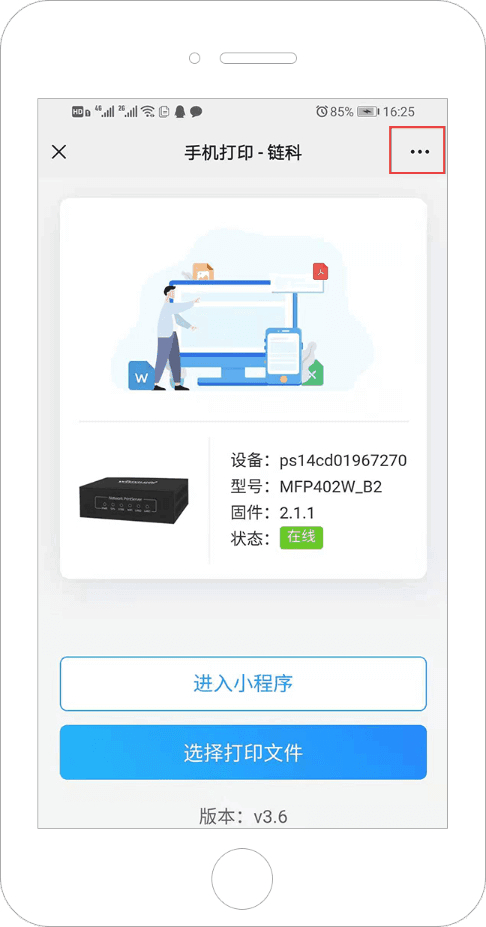 HD 4G 2G 85% 16:25
手机打印 - 链科
W
X
设备：ps14cd01967270
型号：MFP402W_B2
固件：2.1.1
状态：在线
进入小程序
选择打印文件
版本：v3.6